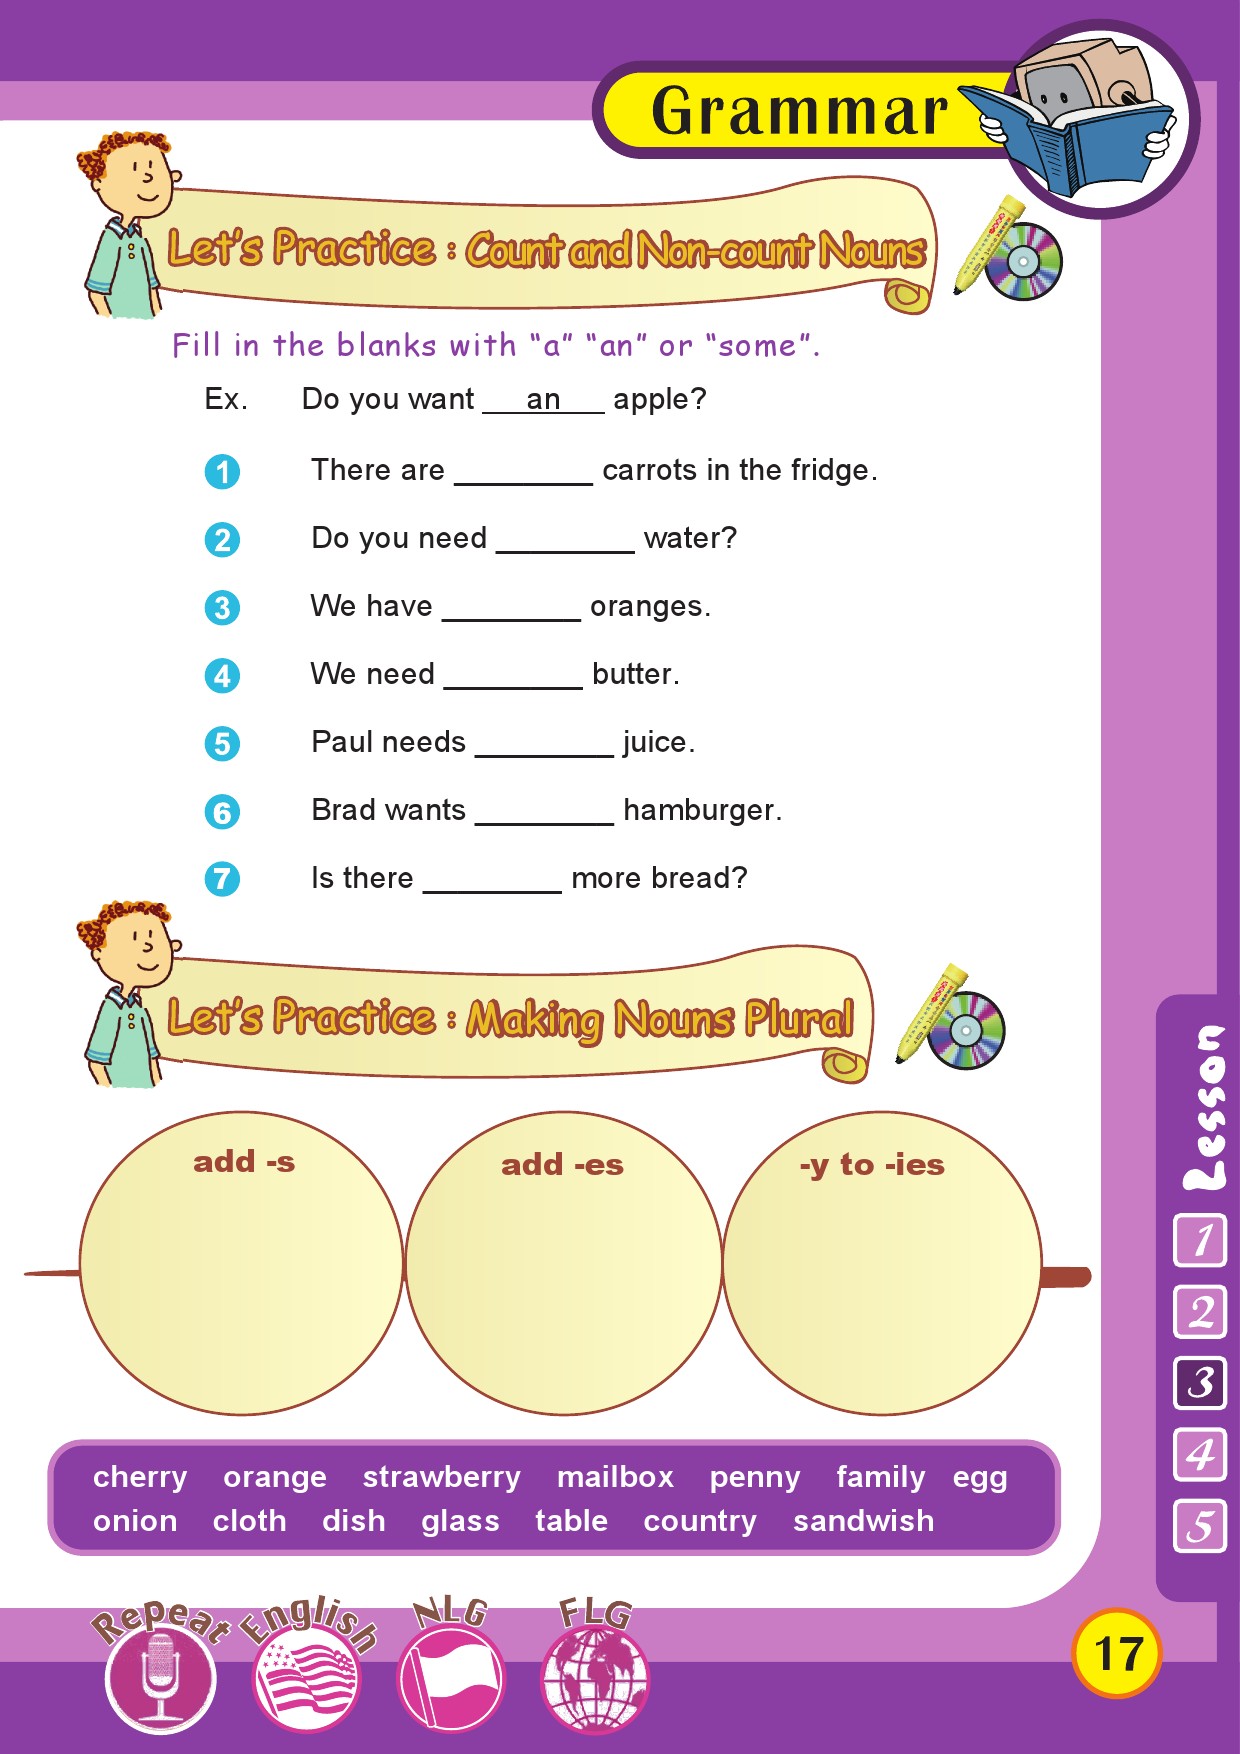 Grammar
Let's Practice : Count and Non-count Nouns
Fill in the blanks with “a” “an” or “some”.
Ex. Do you want ___an___ apple?
1 There are ________ carrots in the fridge.
2 Do you need ________ water?
3 We have ________ oranges.
4 We need ________ butter.
5 Paul needs ________ juice.
6 Brad wants ________ hamburger.
7 Is there ________ more bread?
Let's Practice : Making Nouns Plural
add -s add -es -y to -ies
cherry orange strawberry mailbox penny family egg
onion cloth dish glass table country sandwish
Lesson
1
2
3
4
5
Repeat English NLG FLG
17